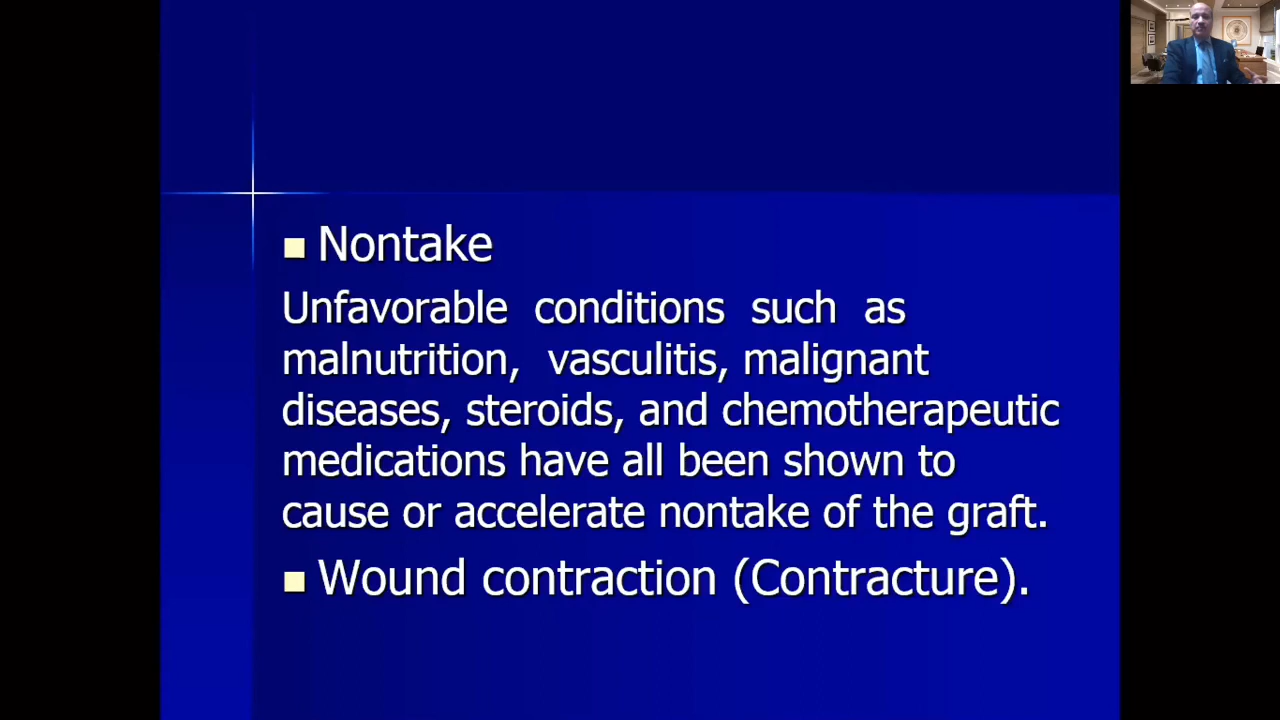 Nontake
Unfavorable conditions such as
malnutrition, vasculitis, malignant
diseases, steroids, and chemotherapeutic
medications have all been shown to
cause or accelerate nontake of the graft.
Wound contraction (Contracture).